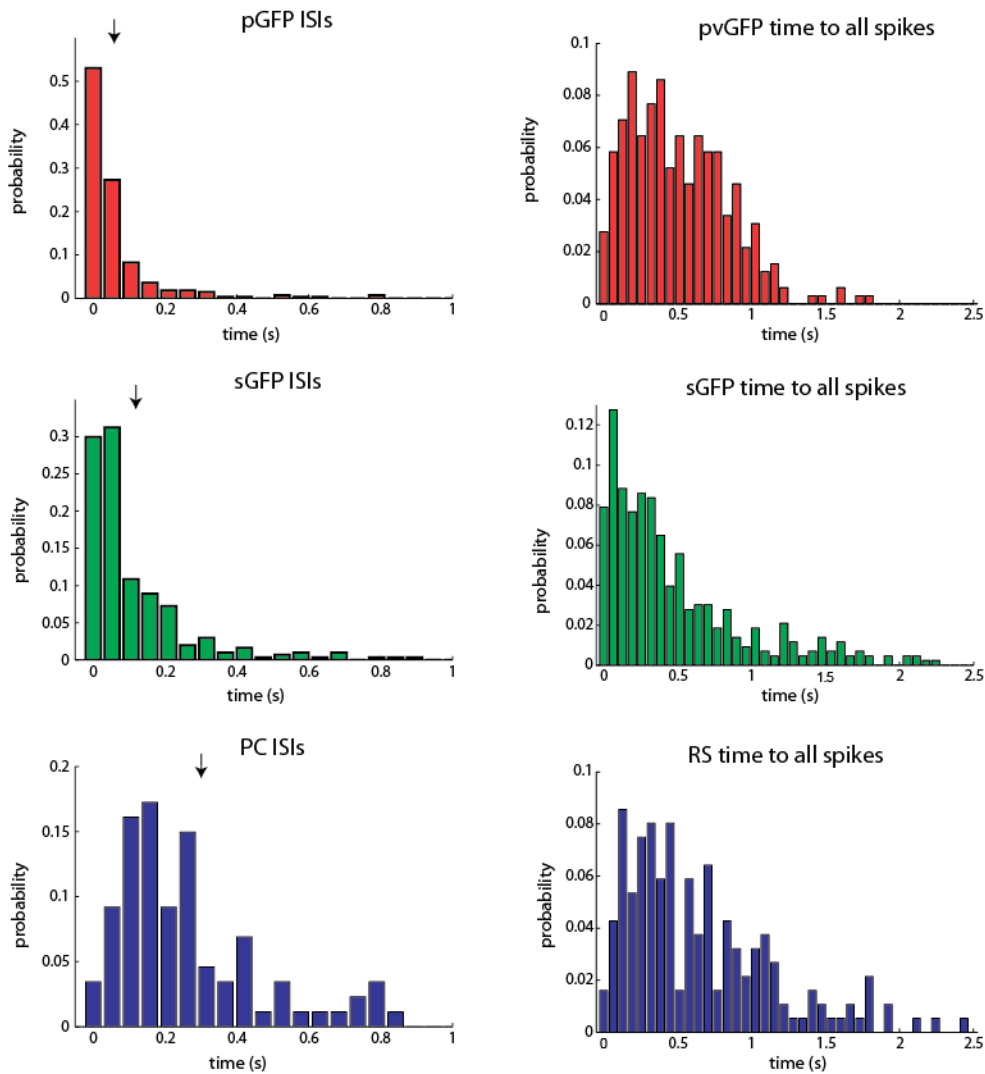 pGFP ISIs
0.5
0.4
0.3
0.2
0.1
0
probability
0 0.2 0.4 0.6 0.8 1
time (s)
pvGFP time to all spikes
0.1
0.08
0.06
0.04
0.02
0
probability
0 0.5 1 1.5 2 2.5
time (s)
sGFP ISIs
0.3
0.25
0.2
0.15
0.1
0.05
0
probability
0 0.2 0.4 0.6 0.8 1
time (s)
sGFP time to all spikes
0.12
0.1
0.08
0.06
0.04
0.02
0
probability
0 0.5 1 1.5 2 2.5
time (s)
PC ISIs
0.2
0.15
0.1
0.05
0
probability
0 0.2 0.4 0.6 0.8 1
time (s)
RS time to all spikes
0.1
0.08
0.06
0.04
0.02
0
probability
0 0.5 1 1.5 2 2.5
time (s)